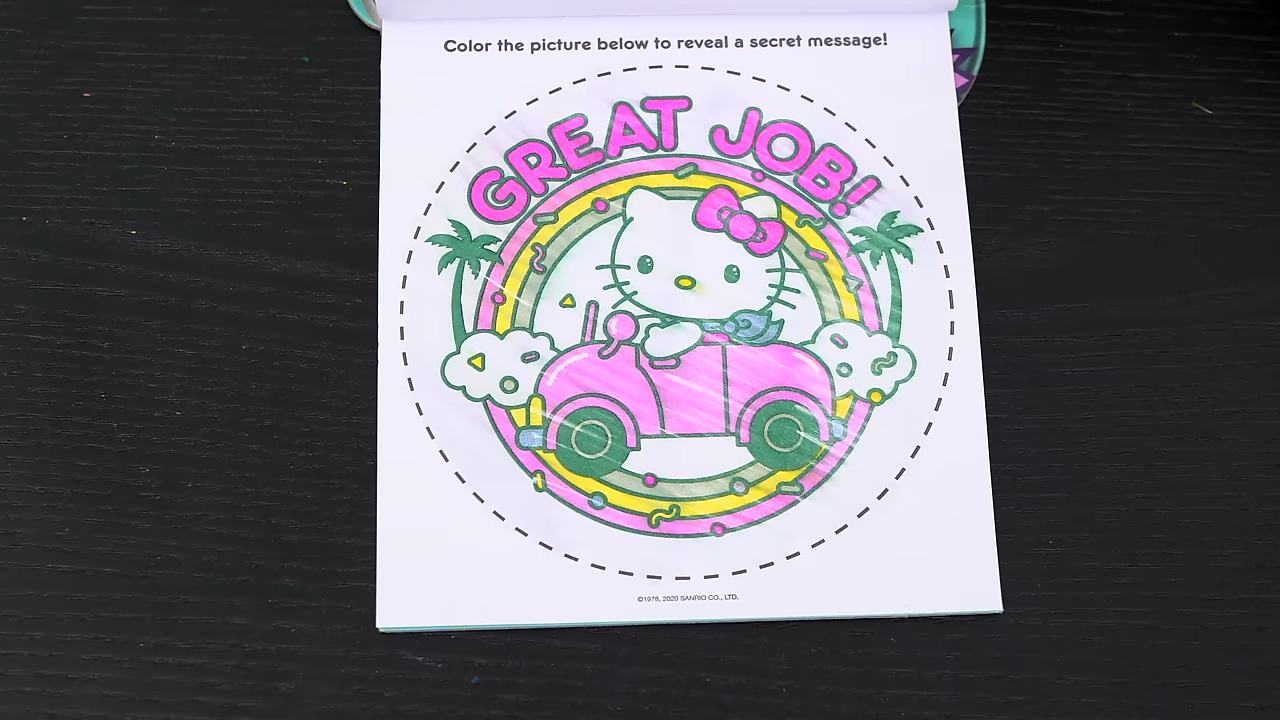 Color the picture below to reveal a secret message!
GREAT JOB!
©1976, 2020 SANRIO CO., LTD.